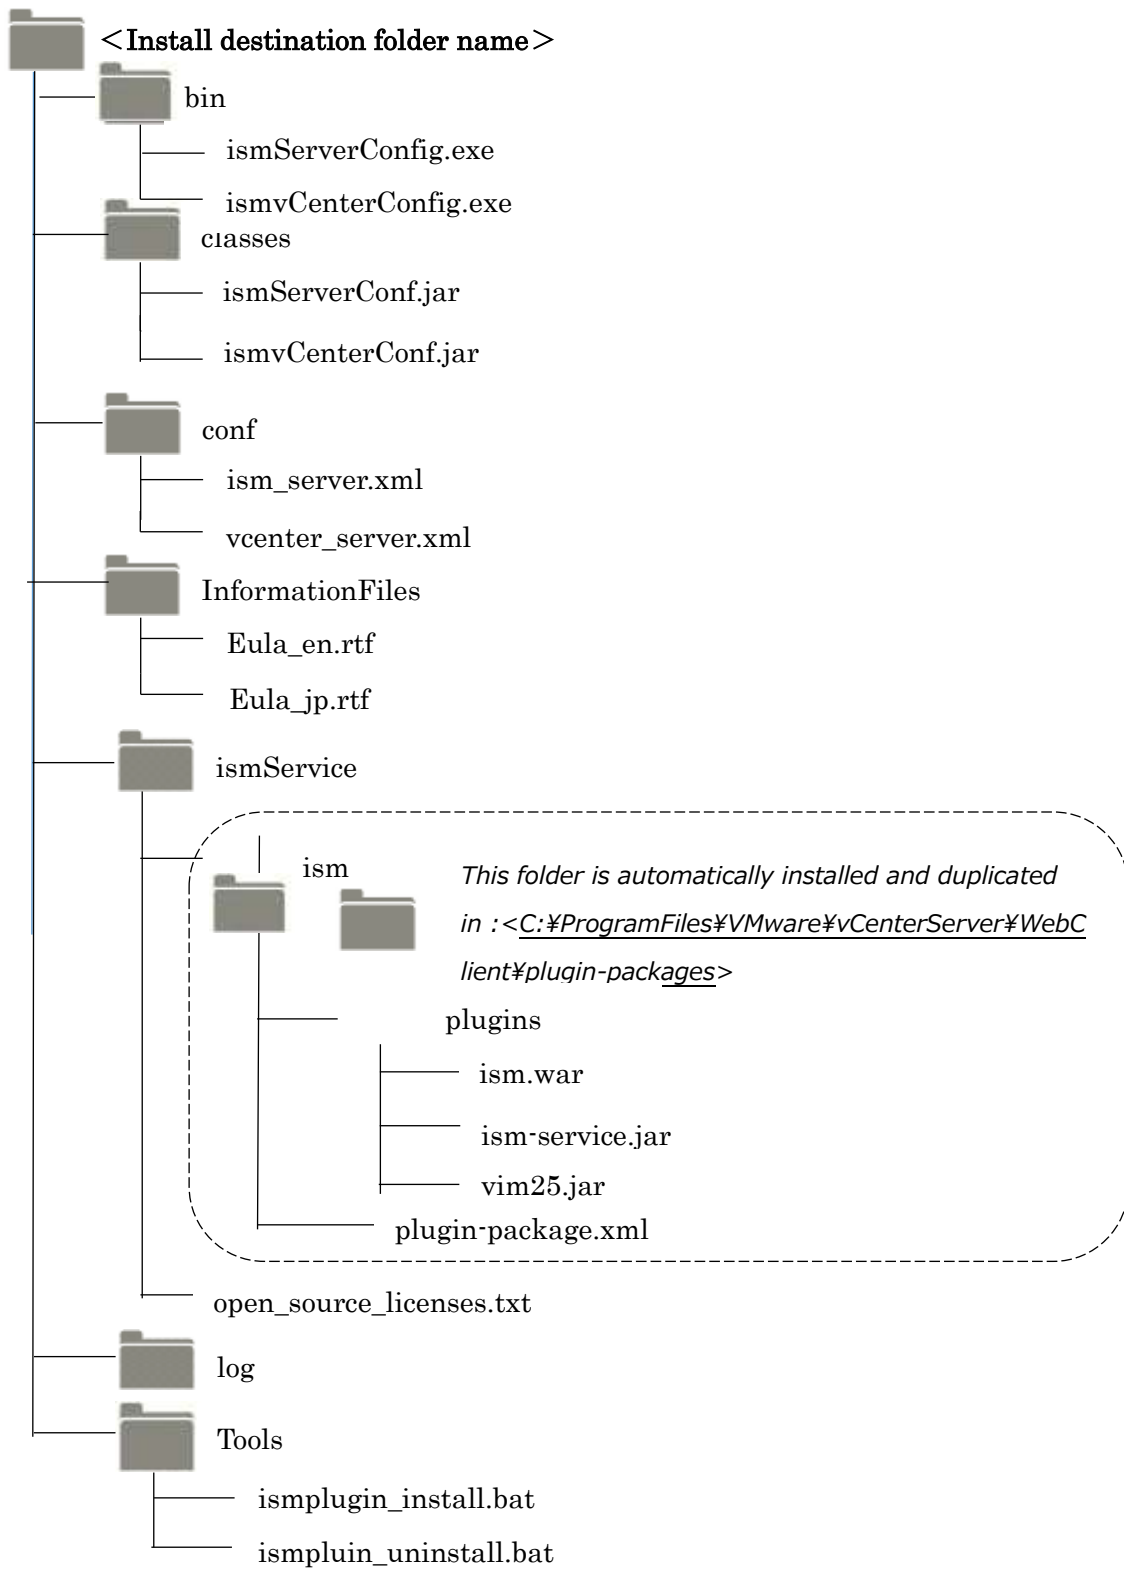 ＜Install destination folder name＞
bin
ismServerConfig.exe
ismvCenterConfig.exe
classes
ismServerConf.jar
ismvCenterConf.jar
conf
ism_server.xml
vcenter_server.xml
InformationFiles
Eula_en.rtf
Eula_jp.rtf
ismService
ism
This folder is automatically installed and duplicated
in :<C:¥ProgramFiles¥VMware¥vCenterServer¥WebC
lient¥plugin-packages>
plugins
ism.war
ism-service.jar
vim25.jar
plugin-package.xml
open_source_licenses.txt
log
Tools
ismplugin_install.bat
ismpluin_uninstall.bat